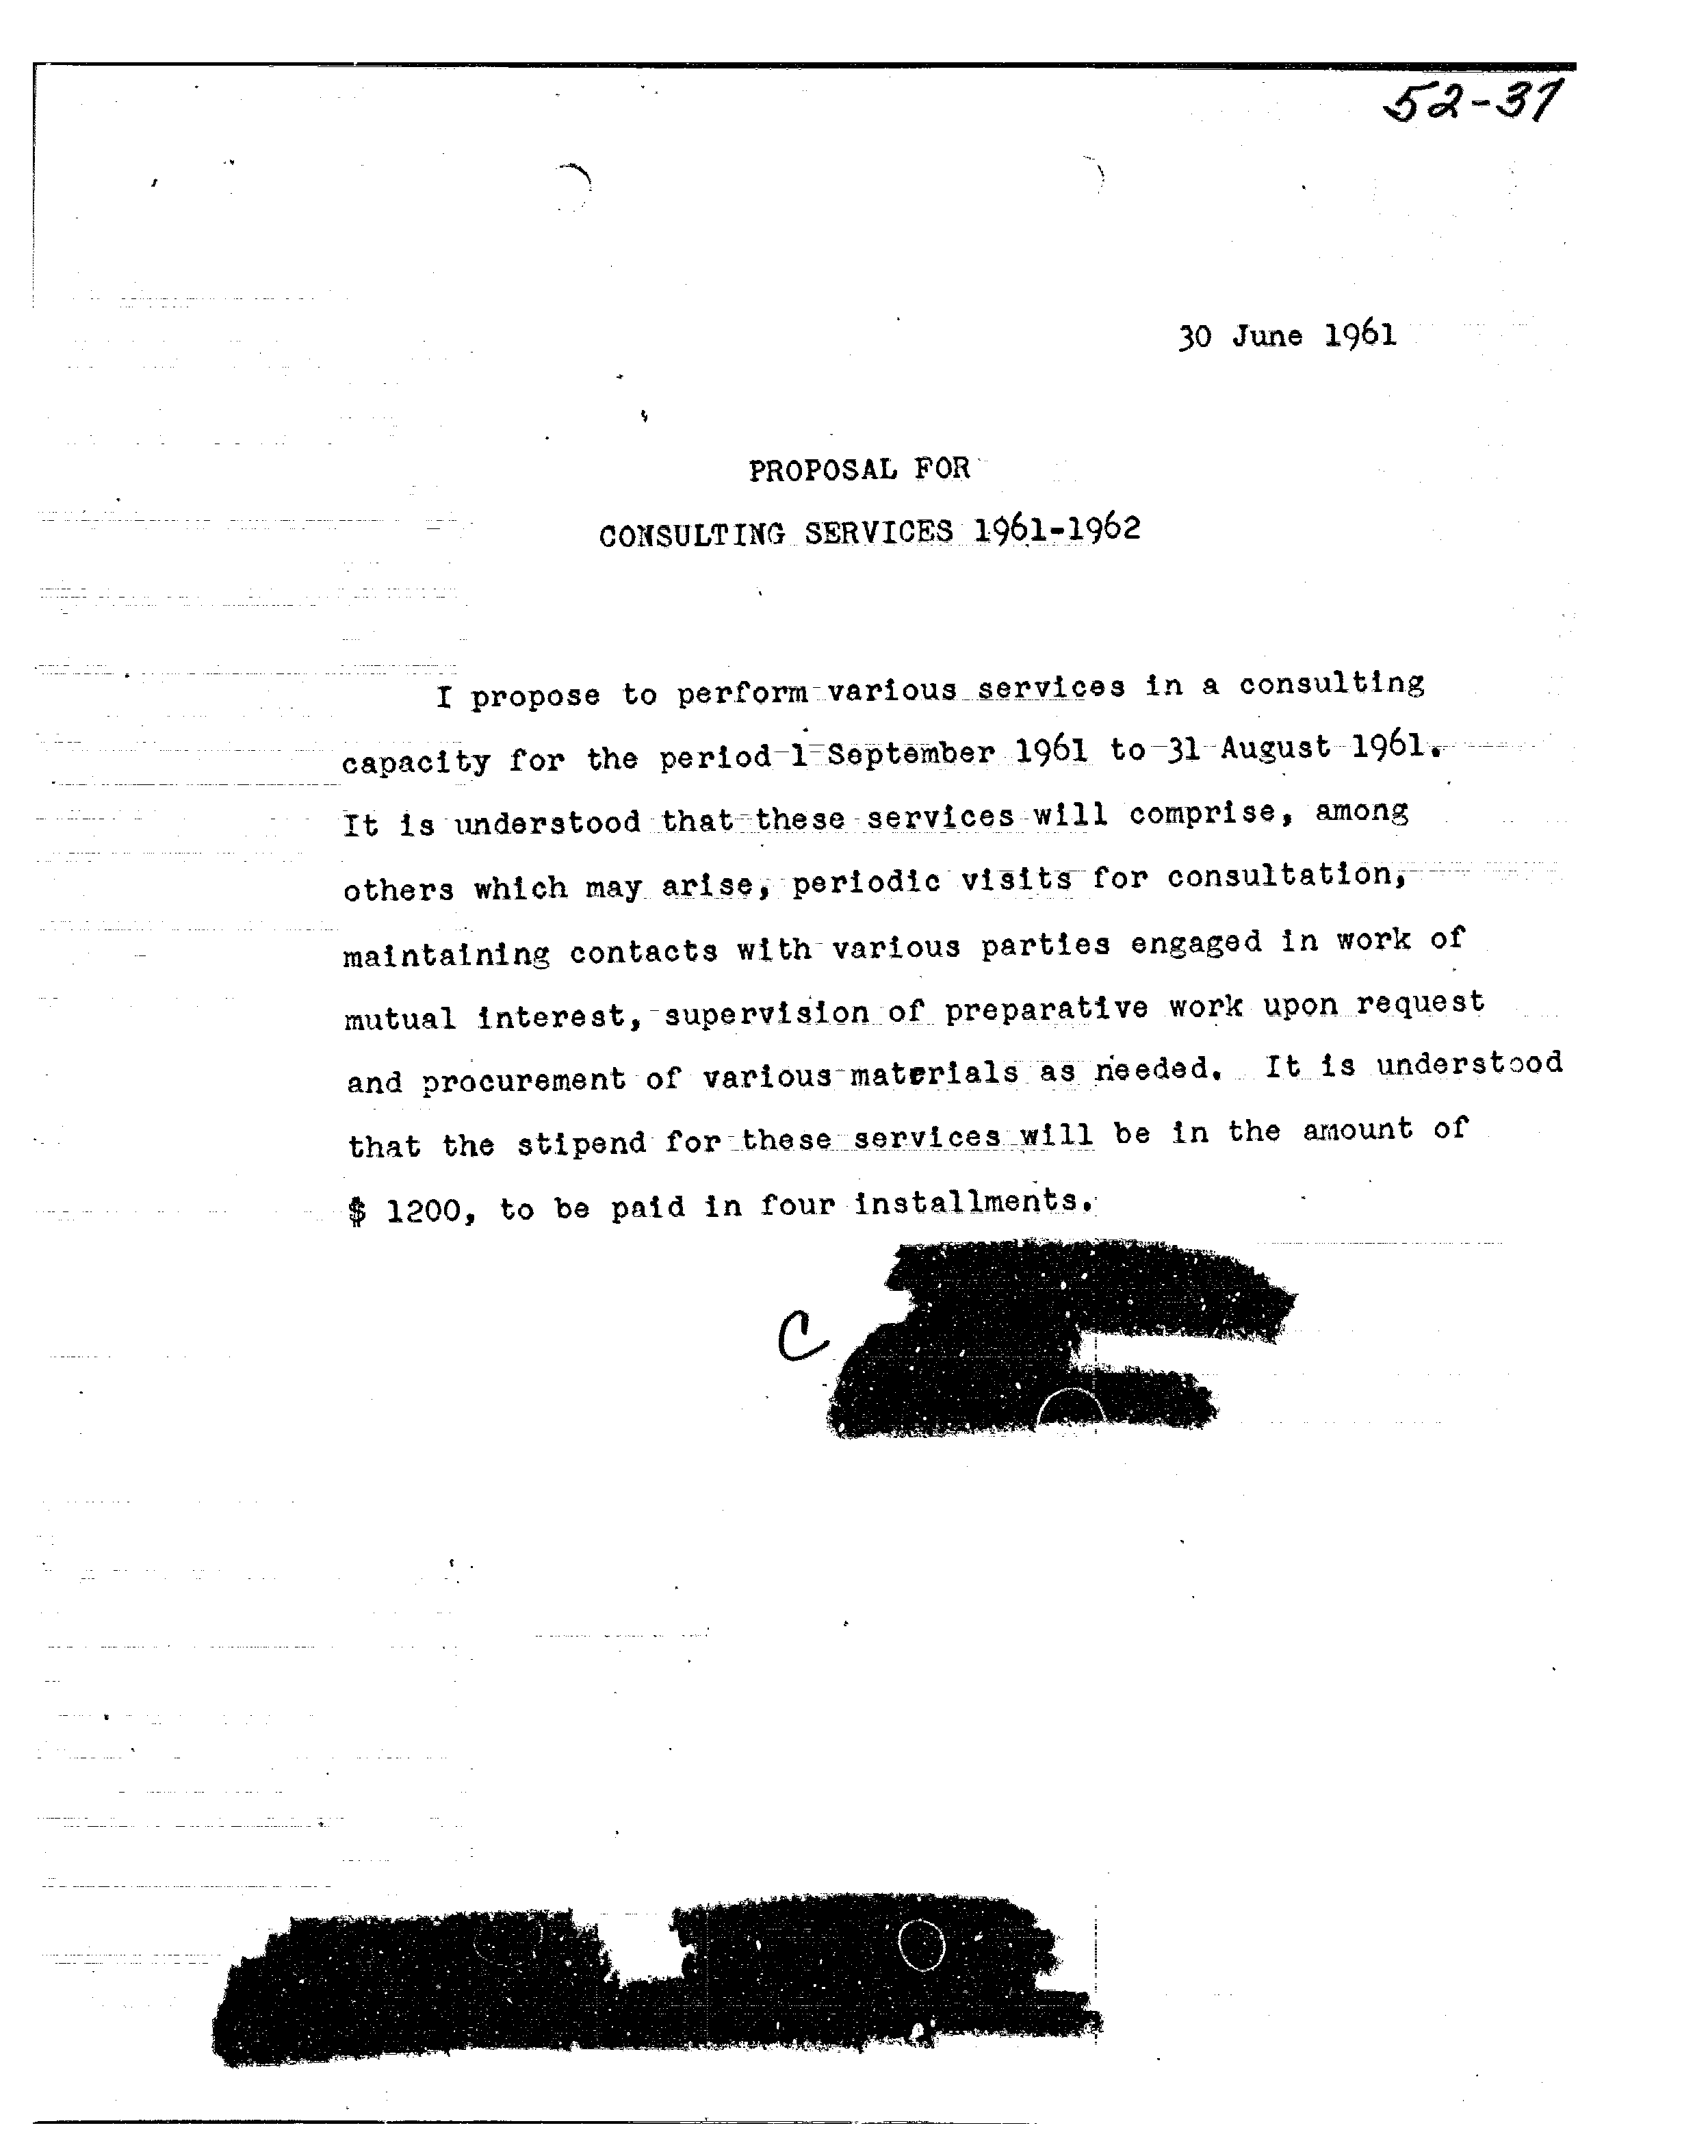 52-37
30 June 1961
PROPOSAL FOR
CONSULTING SERVICES 1961-1962
I propose to perform various services in a consulting
capacity for the period 1 September 1961 to 31 August 1961.
It is understood that these services will comprise, among
others which may arise, periodic visits for consultation,
maintaining contacts with various parties engaged in work of
mutual interest, supervision of preparative work upon request
and procurement of various materials as needed. It is understood
that the stipend for these services will be in the amount of
$ 1200, to be paid in four installments.
C